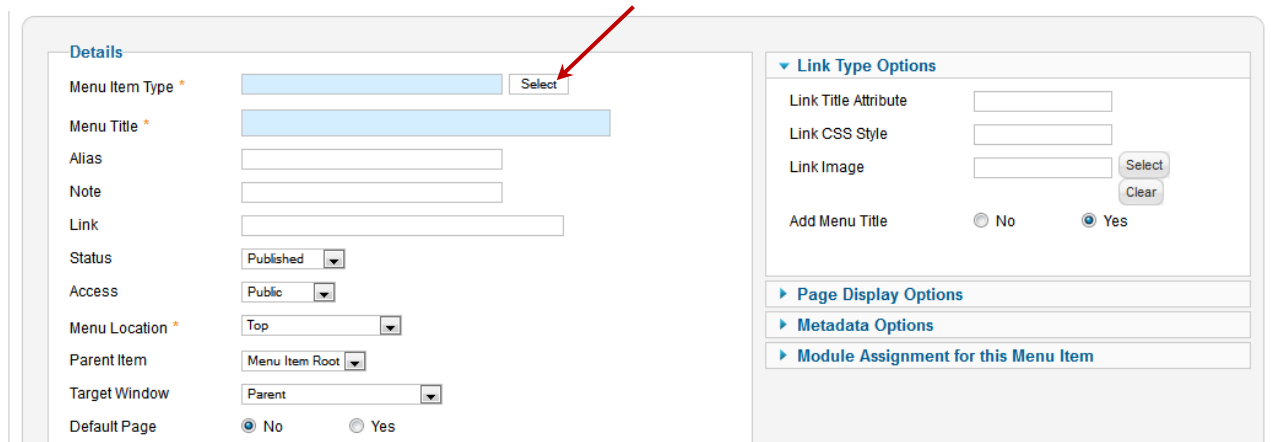 Details
Menu Item Type * Select
Menu Title *
Alias
Note
Link
Status Published
Access Public
Menu Location * Top
Parent Item Menu Item Root
Target Window Parent
Default Page No Yes
Link Type Options
Link Title Attribute
Link CSS Style
Link Image Select
Clear
Add Menu Title No Yes
Page Display Options
Metadata Options
Module Assignment for this Menu Item